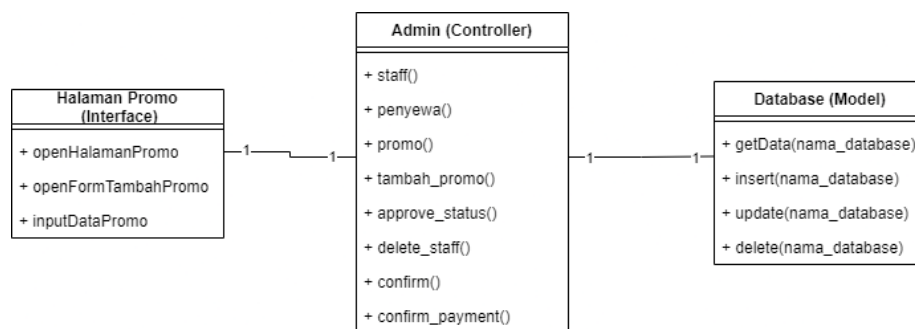 Halaman Promo
(Interface)
+ openHalamanPromo
+ openFormTambahPromo
+ inputDataPromo
1
1
Admin (Controller)
+ staff()
+ penyewa()
+ promo()
+ tambah_promo()
+ approve_status()
+ delete_staff()
+ confirm()
+ confirm_payment()
1
1
Database (Model)
+ getData(nama_database)
+ insert(nama_database)
+ update(nama_database)
+ delete(nama_database)